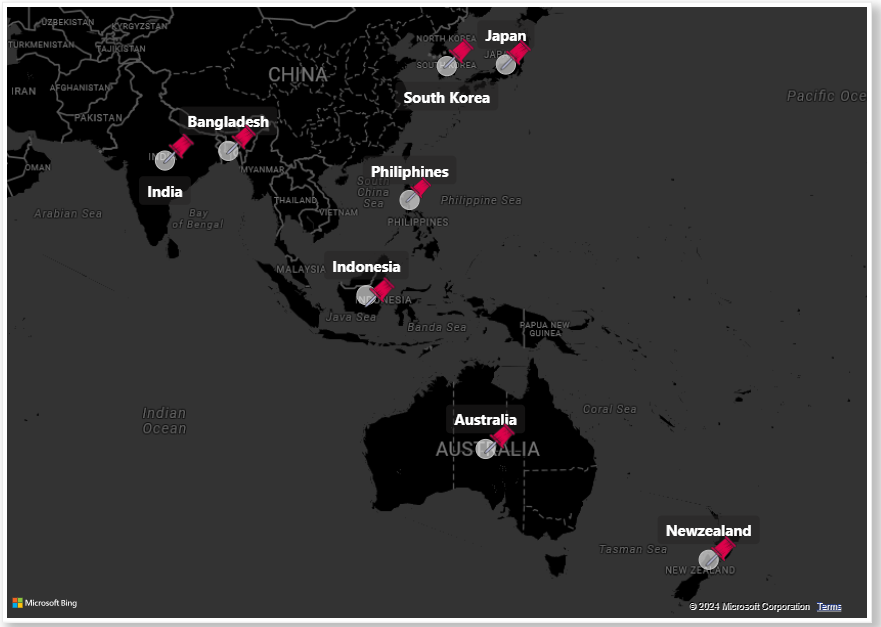 UZBEKISTAN
KYRGYZSTAN
TURKMENISTAN
TAJIKISTAN
NORTH KOREA
Japan
SOUTH KOREA
CHINA
IRAN
AFGHANISTAN
South Korea
Pacific Oce
PAKISTAN
Bangladesh
INDIA
OMAN
MYANMAR
Philiphines
India
South
China
Sea
THAILAND
Philippine Sea
Arabian Sea
Bay
of Bengal
VIETNAM
PHILIPPINES
MALAYSIA
Indonesia
INDONESIA
Java Sea
Banda Sea
PAPUA NEW
GUINEA
Indian
Ocean
Coral Sea
Australia
AUSTRALIA
Newzealand
Tasman Sea
NEW ZEALAND
Microsoft Bing
© 2024 Microsoft Corporation Terms